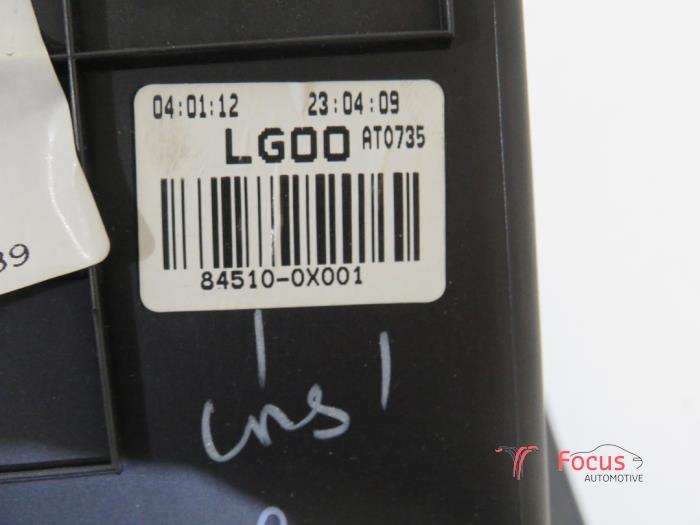 04:01:12 23:04:09
LG00 AT0735
84510-0X001
39
Focus
AUTOMOTIVE